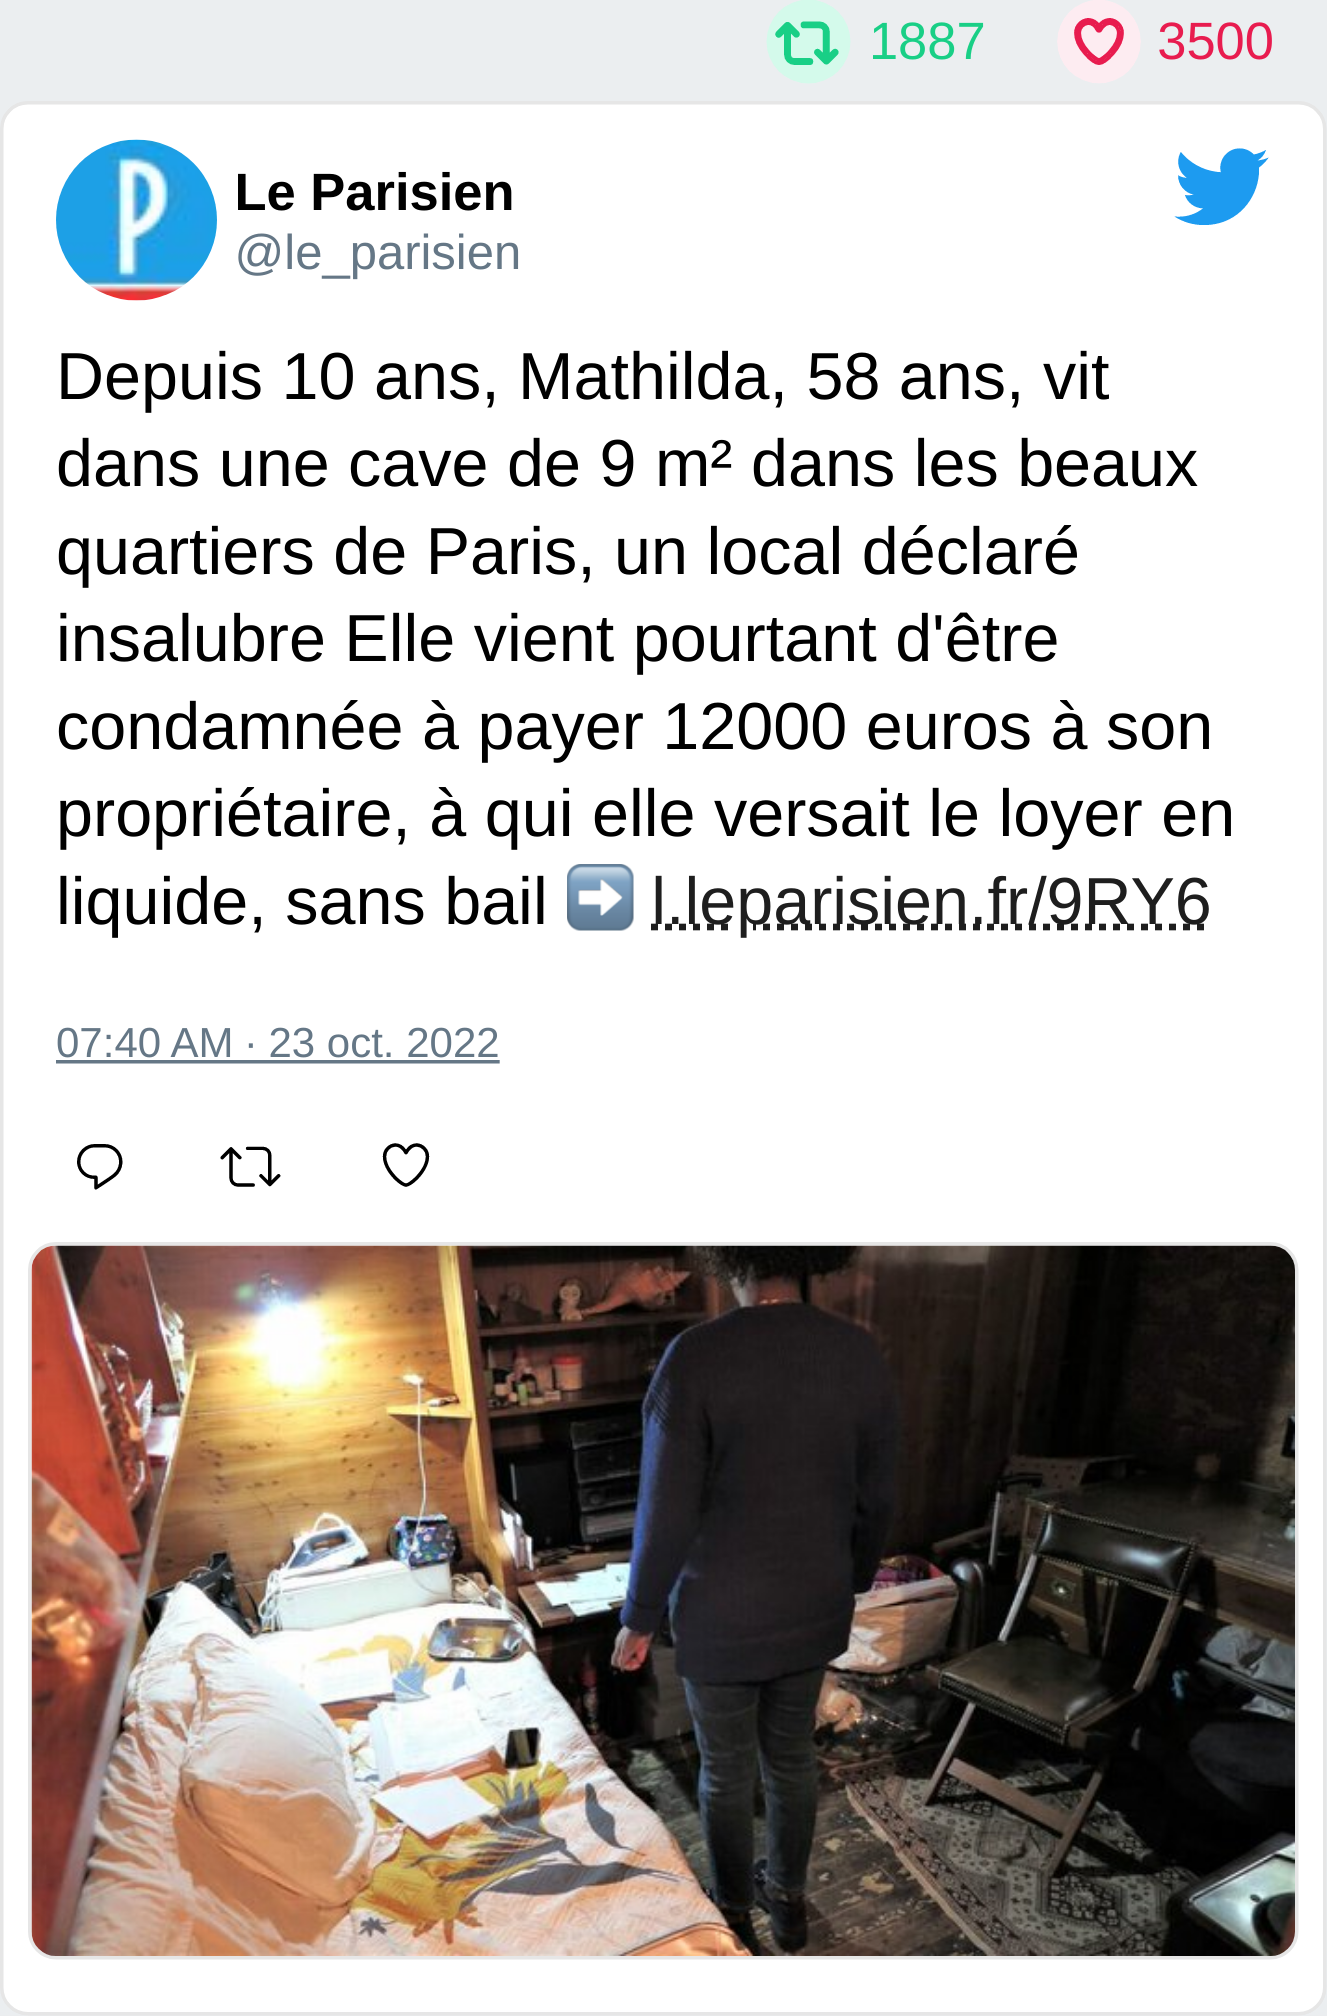 1887 3500
P
Le Parisien
@le_parisien
Depuis 10 ans, Mathilda, 58 ans, vit
dans une cave de 9 m² dans les beaux
quartiers de Paris, un local déclaré
insalubre Elle vient pourtant d'être
condamnée à payer 12000 euros à son
propriétaire, à qui elle versait le loyer en
liquide, sans bail ➡️ l.leparisien.fr/9RY6
07:40 AM · 23 oct. 2022